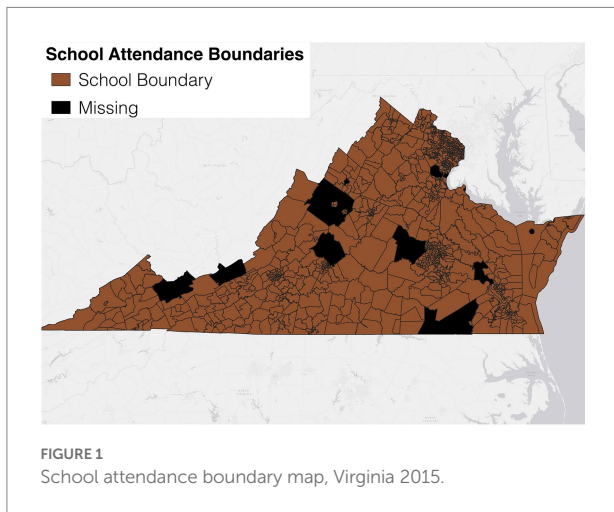 School Attendance Boundaries
School Boundary
Missing
FIGURE 1
School attendance boundary map, Virginia 2015.